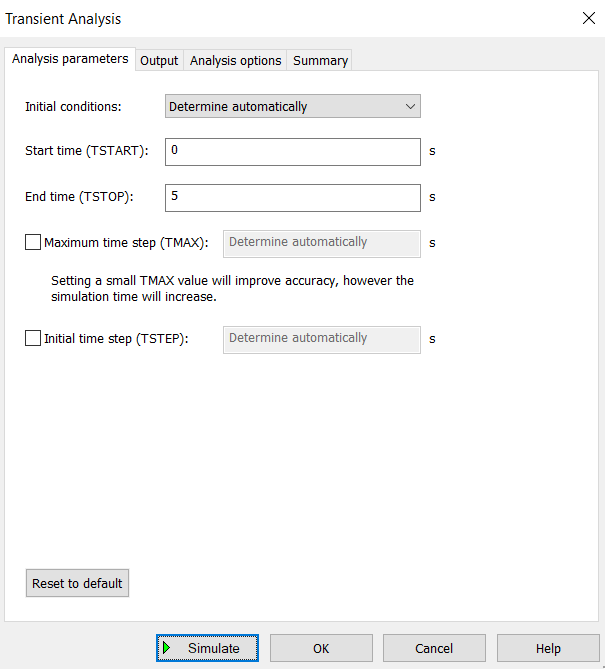 Transient Analysis
Analysis parameters Output Analysis options Summary
Initial conditions: Determine automatically
Start time (TSTART): 0 s
End time (TSTOP): 5 s
Maximum time step (TMAX): Determine automatically s
Setting a small TMAX value will improve accuracy, however the
simulation time will increase.
Initial time step (TSTEP): Determine automatically s
Reset to default
Simulate OK Cancel Help